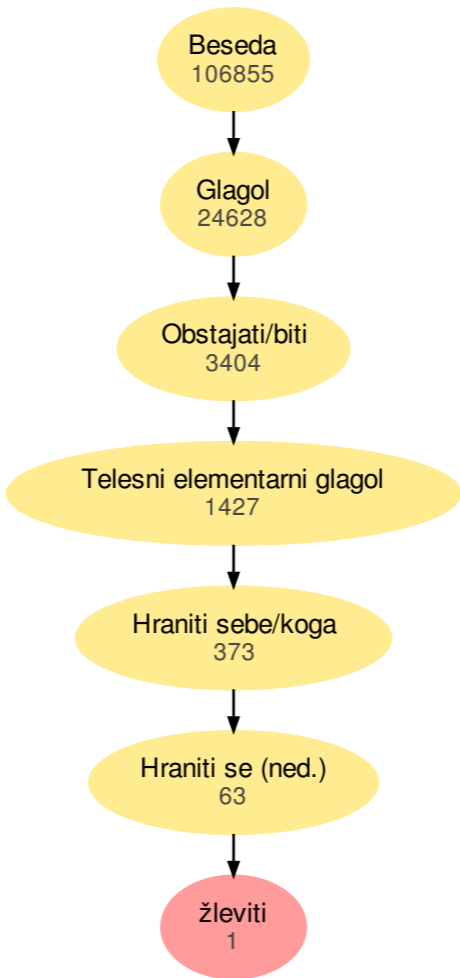 Beseda
106855
Glagol
24628
Obstajati/biti
3404
Telesni elementarni glagol
1427
Hraniti sebe/koga
373
Hraniti se (ned.)
63
žleviti
1